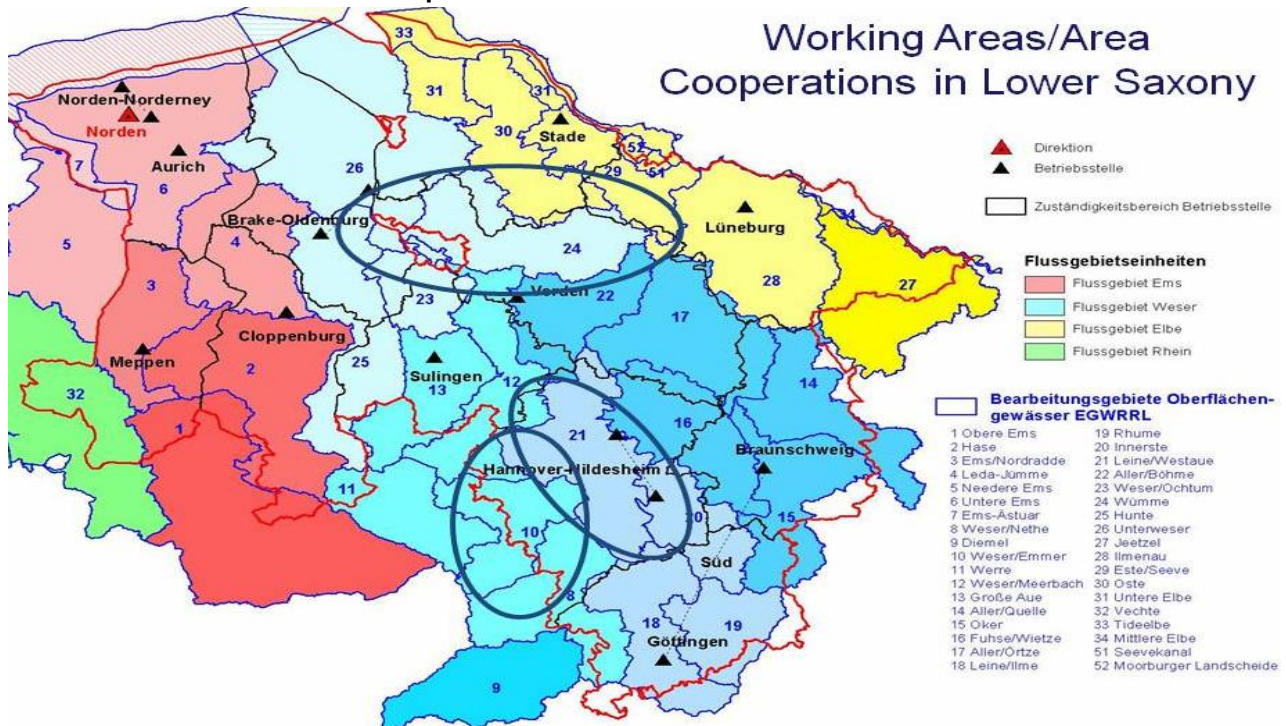 Working Areas/Area
Cooperations in Lower Saxony
Direktion
Betriebsstelle
Zuständigkeitsbereich Betriebsstelle
Flussgebietseinheiten
Flussgebiet Ems
Flussgebiet Weser
Flussgebiet Elbe
Flussgebiet Rhein
Bearbeitungsgebiete Oberflächen-
gewässer EGWRRL
1 Obere Ems
2 Hase
3 Ems/Nordradde
4 Leda-Jümme
5 Needere Ems
6 Untere Ems
7 Ems-Ästuar
8 Weser/Nethe
9 Diemel
10 Weser/Emmer
11 Werre
12 Weser/Meerbach
13 Große Aue
14 Aller/Quelle
15 Oker
16 Fuhse/Wietze
17 Aller/Örtze
18 Leine/Ilme
19 Rhume
20 Innerste
21 Leine/Westaue
22 Aller/Böhme
23 Weser/Ochtum
24 Wümme
25 Hunte
26 Unterweser
27 Jeetzel
28 Ilmenau
29 Este/Seeve
30 Oste
31 Untere Elbe
32 Vechte
33 Tideelbe
34 Mittlere Elbe
51 Seevekanal
52 Moorburger Landscheide
33
31
31
30
Norden-Norderney
Norden
Stade
52
51
29
7
Aurich
26
6
Lüneburg
34
Brake-Oldenburg
5
4
24
28
27
3
23
Verden
22
17
Cloppenburg
Meppen
2
25
Sulingen
13
12
14
32
1
21
16
Hannover-Hildesheim
Braunschweig
11
10
20
15
Süd
8
18
19
Göttingen
9